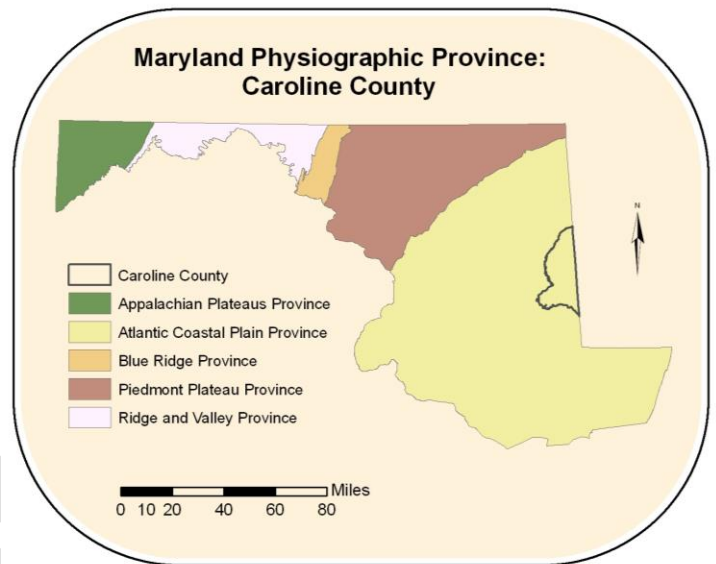 Maryland Physiographic Province:
Caroline County
N
Caroline County
Appalachian Plateaus Province
Atlantic Coastal Plain Province
Blue Ridge Province
Piedmont Plateau Province
Ridge and Valley Province
Miles
0 10 20 40 60 80